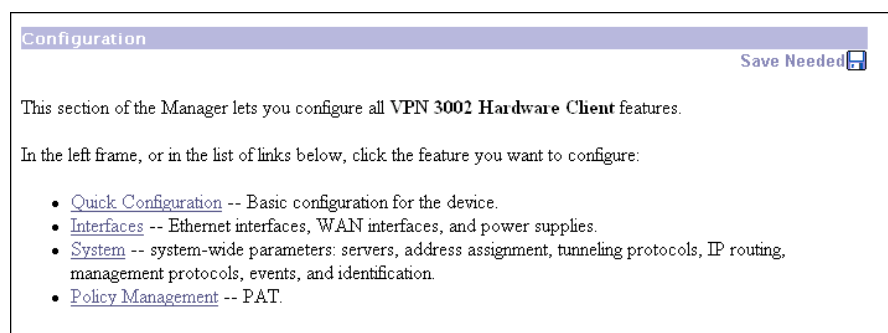 Configuration
Save Needed
This section of the Manager lets you configure all VPN 3002 Hardware Client features.
In the left frame, or in the list of links below, click the feature you want to configure:
• Quick Configuration -- Basic configuration for the device.
• Interfaces -- Ethernet interfaces, WAN interfaces, and power supplies.
• System -- system-wide parameters: servers, address assignment, tunneling protocols, IP routing,
management protocols, events, and identification.
• Policy Management -- PAT.